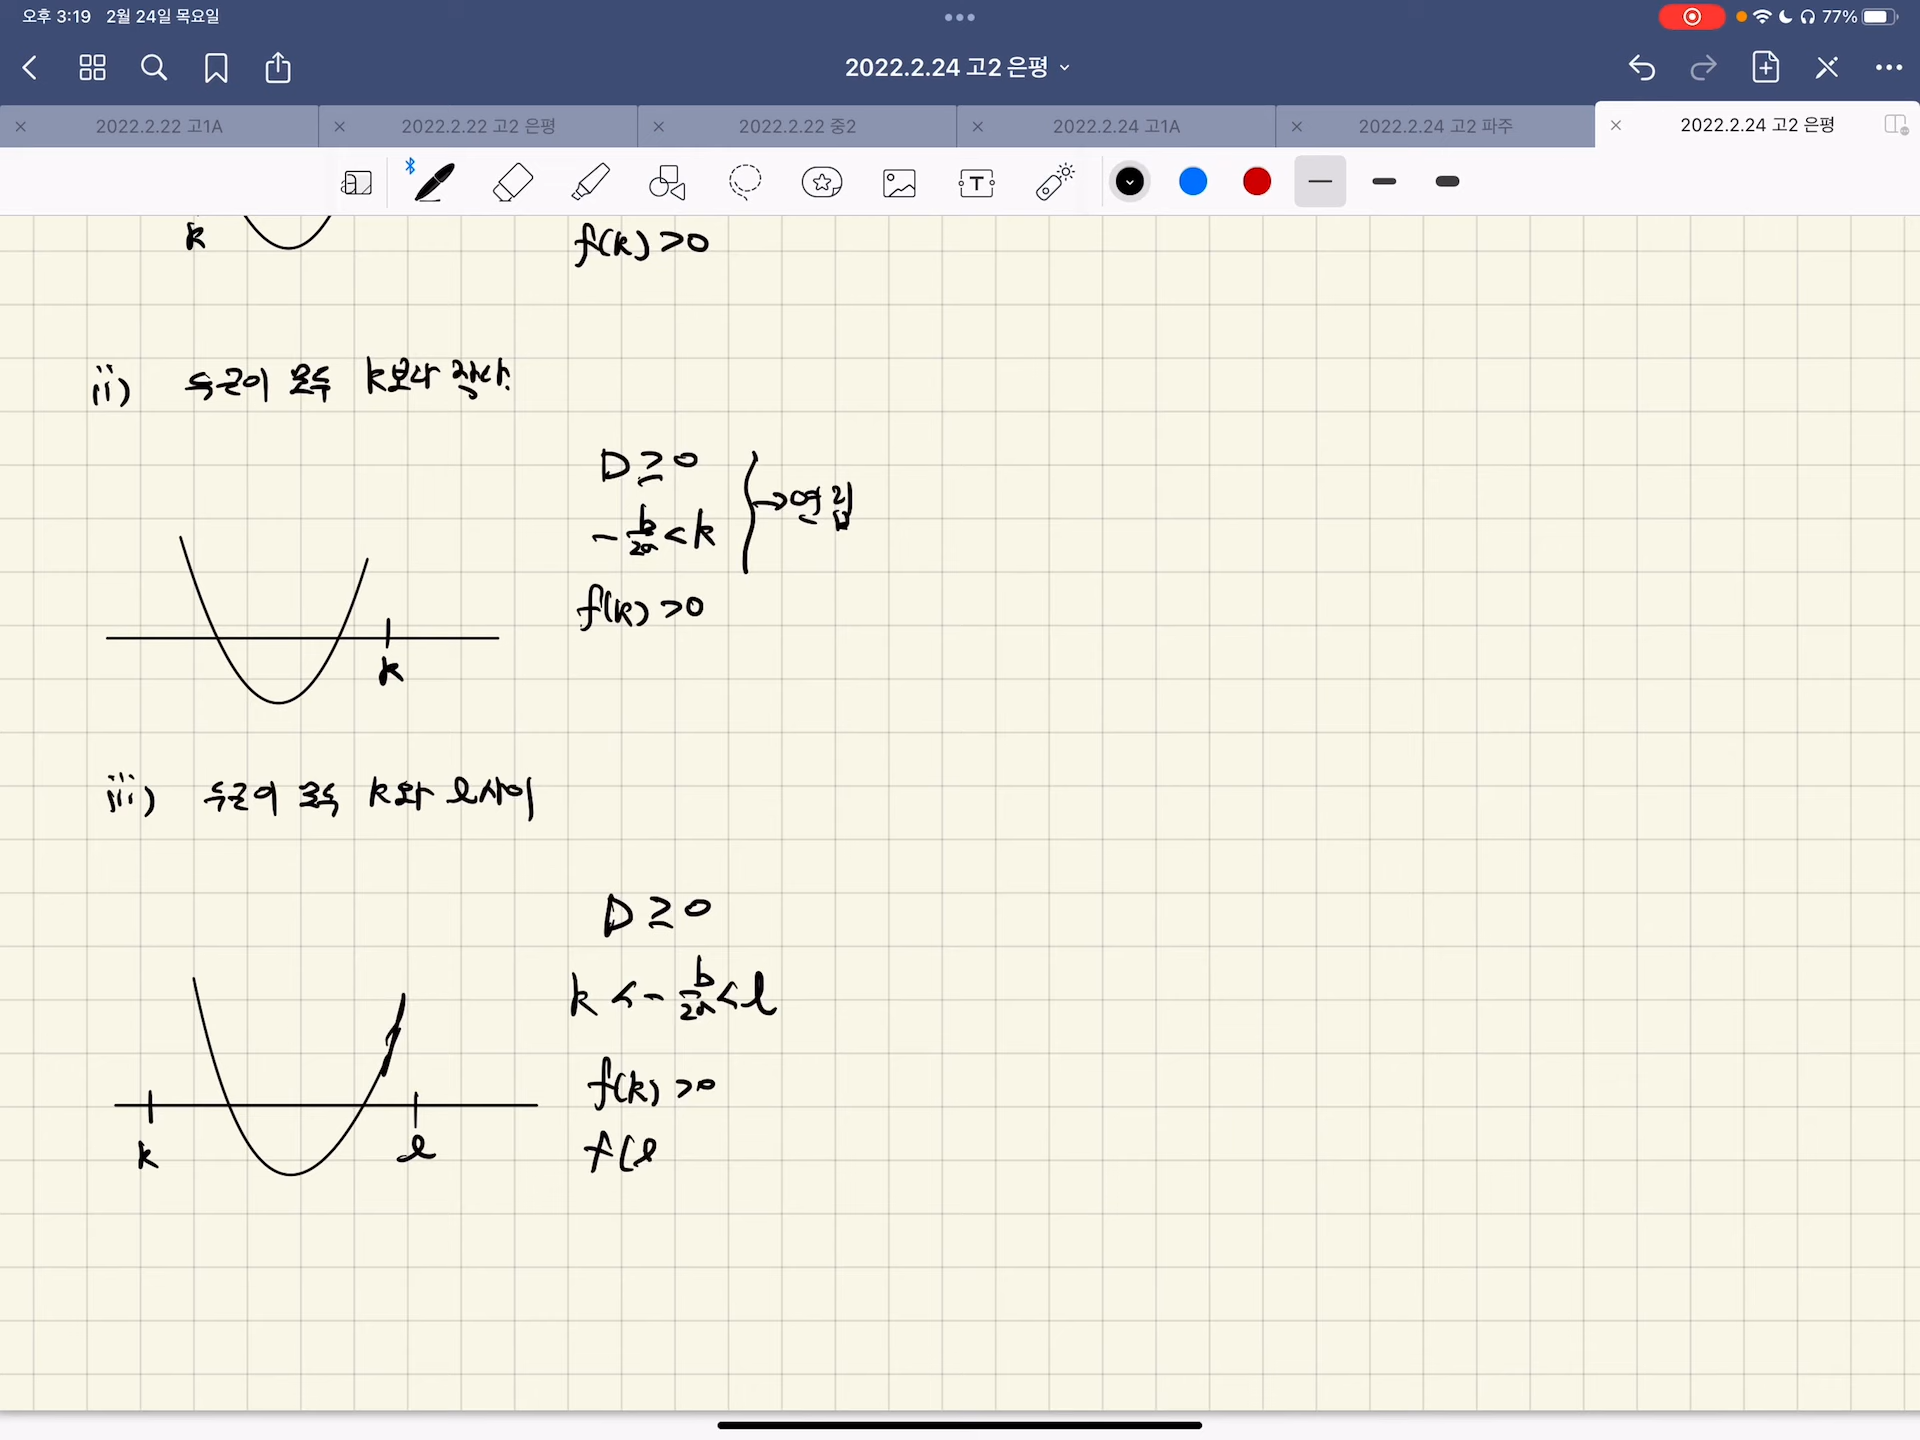 오후 3:19 2월 24일 목요일
77%
2022.2.24 고2 은평
2022.2.22 고1A
2022.2.22 고2 은평
2022.2.22 중2
2022.2.24 고1A
2022.2.24 고2 파주
2022.2.24 고2 은평
k
f(k) >0
ii) 두근이 모두 k보다 작다.
D ≥ 0
-b/2a < k
→연립
f(k) >0
k
iii) 두근이 모두 k와 l사이
D ≥ 0
k < -b/2a < l
f(k) >0
k
l
f(l